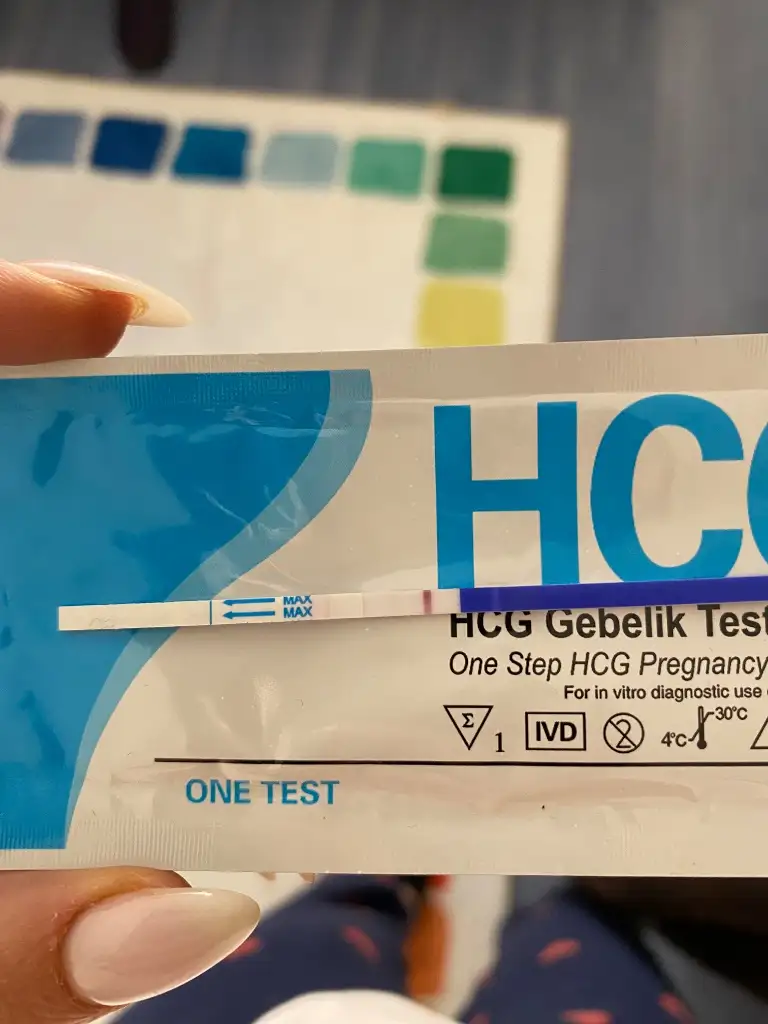 HC
MAX
MAX
HCG Gebelik Test
One Step HCG Pregnancy
For in vitro diagnostic use
Σ
1
IVD
2
4°C
30°C
ONE TEST